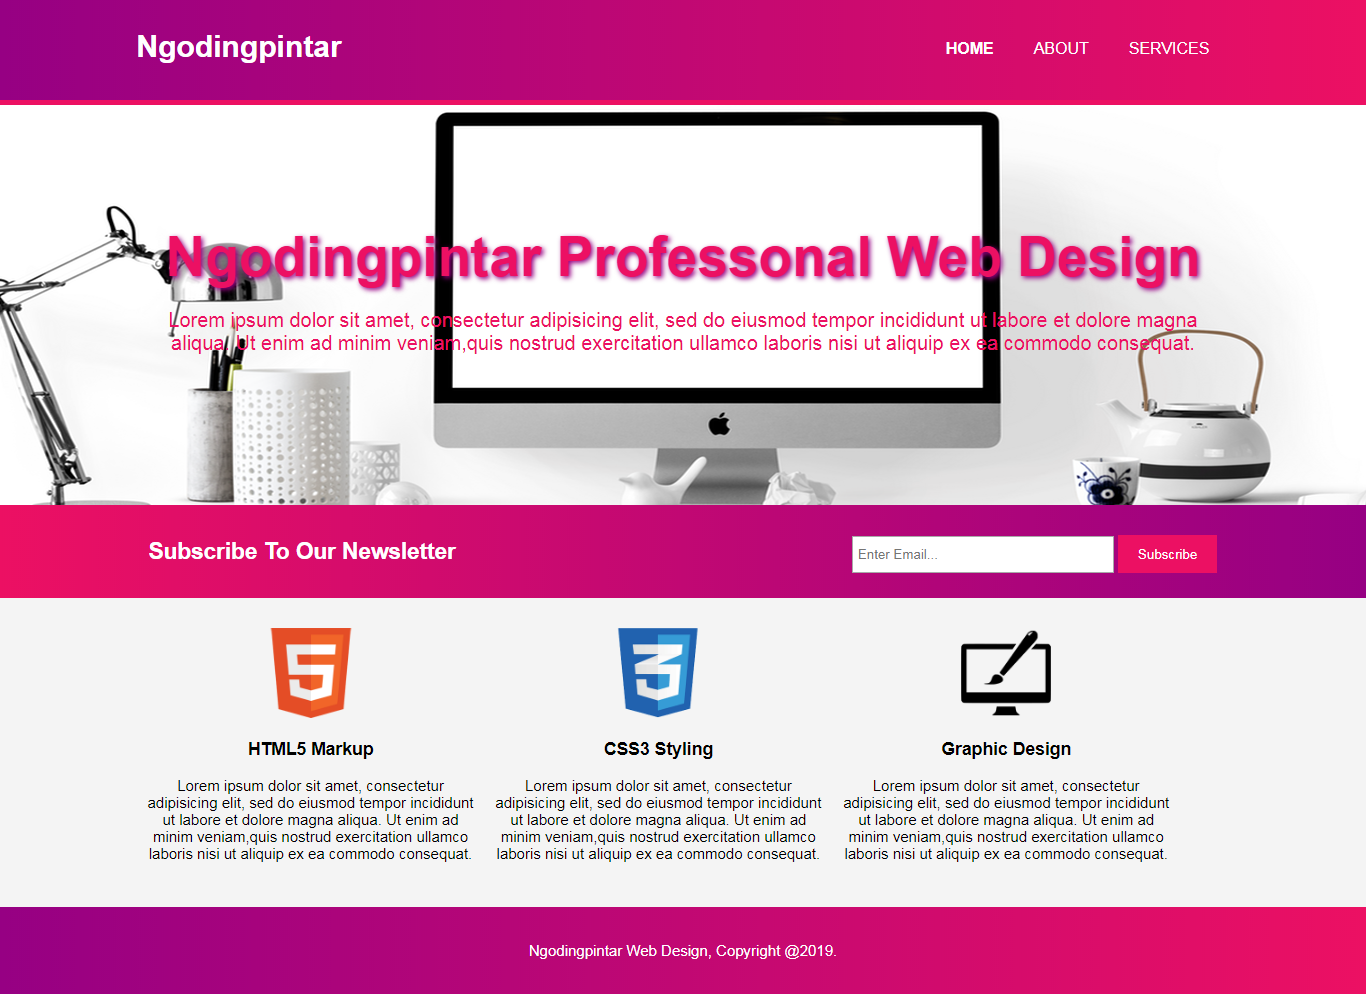 Ngodingpintar
HOME ABOUT SERVICES
Ngodingpintar Professonal Web Design
Lorem ipsum dolor sit amet, consectetur adipisicing elit, sed do eiusmod tempor incididunt ut labore et dolore magna
aliqua. Ut enim ad minim veniam,quis nostrud exercitation ullamco laboris nisi ut aliquip ex ea commodo consequat.
Subscribe To Our Newsletter
Enter Email...
Subscribe
5
HTML5 Markup
Lorem ipsum dolor sit amet, consectetur
adipisicing elit, sed do eiusmod tempor incididunt
ut labore et dolore magna aliqua. Ut enim ad
minim veniam,quis nostrud exercitation ullamco
laboris nisi ut aliquip ex ea commodo consequat.
3
CSS3 Styling
Lorem ipsum dolor sit amet, consectetur
adipisicing elit, sed do eiusmod tempor incididunt
ut labore et dolore magna aliqua. Ut enim ad
minim veniam,quis nostrud exercitation ullamco
laboris nisi ut aliquip ex ea commodo consequat.
Graphic Design
Lorem ipsum dolor sit amet, consectetur
adipisicing elit, sed do eiusmod tempor incididunt
ut labore et dolore magna aliqua. Ut enim ad
minim veniam,quis nostrud exercitation ullamco
laboris nisi ut aliquip ex ea commodo consequat.
Ngodingpintar Web Design, Copyright @2019.